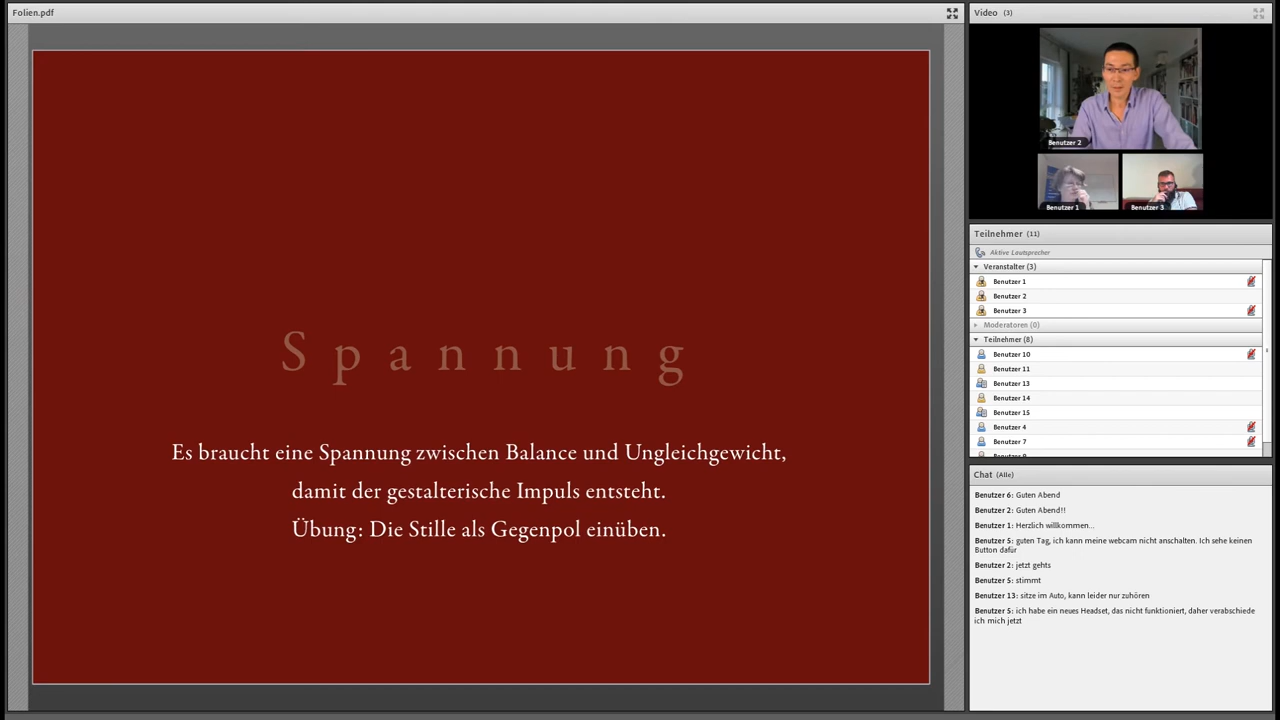 Folien.pdf
Spannung
Es braucht eine Spannung zwischen Balance und Ungleichgewicht,
damit der gestalterische Impuls entsteht.
Übung: Die Stille als Gegenpol einüben.
Video (3)
Benutzer 2
Benutzer 1
Benutzer 3
Teilnehmer (11)
Aktive Lautsprecher
Veranstalter (3)
Benutzer 1
Benutzer 2
Benutzer 3
Moderatoren (0)
Teilnehmer (8)
Benutzer 10
Benutzer 11
Benutzer 13
Benutzer 14
Benutzer 15
Benutzer 4
Benutzer 7
Chat (Alle)
Benutzer 6: Guten Abend
Benutzer 2: Guten Abend!!
Benutzer 1: Herzlich willkommen...
Benutzer 5: guten Tag, ich kann meine webcam nicht anschalten. Ich sehe keinen
Button dafür
Benutzer 2: jetzt gehts
Benutzer 5: stimmt
Benutzer 13: sitze im Auto, kann leider nur zuhören
Benutzer 5: ich habe ein neues Headset, das nicht funktioniert, daher verabschiede
ich mich jetzt